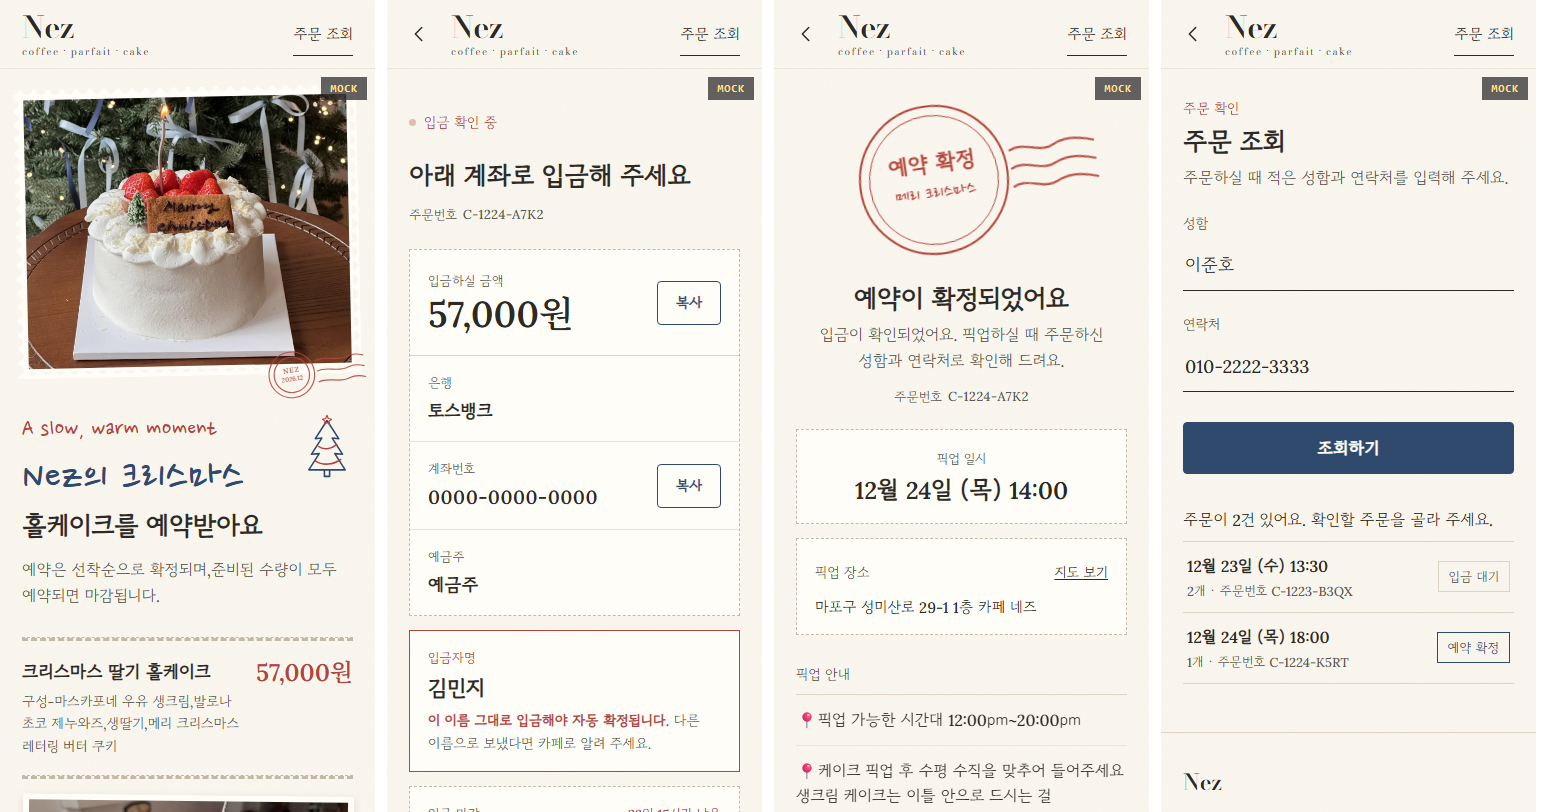 Nez
coffee · parfait · cake
주문 조회
MOCK
Merry
Christmas
NEZ
2026.12
A slow, warm moment
Nez의 크리스마스
홀케이크를 예약받아요
예약은 선착순으로 확정되며,준비된 수량이 모두
예약되면 마감됩니다.
크리스마스 딸기 홀케이크
57,000원
구성-마스카포네 우유 생크림,발로나
초코 제누와즈,생딸기,메리 크리스마스
레터링 버터 쿠키
Nez
coffee · parfait · cake
주문 조회
MOCK
입금 확인 중
아래 계좌로 입금해 주세요
주문번호 C-1224-A7K2
입금하실 금액
57,000원
복사
은행
토스뱅크
계좌번호
0000-0000-0000
복사
예금주
예금주
입금자명
김민지
이 이름 그대로 입금해야 자동 확정됩니다. 다른
이름으로 보냈다면 카페로 알려 주세요.
Nez
coffee · parfait · cake
주문 조회
MOCK
예약 확정
메리 크리스마스
예약이 확정되었어요
입금이 확인되었어요. 픽업하실 때 주문하신
성함과 연락처로 확인해 드려요.
주문번호 C-1224-A7K2
픽업 일시
12월 24일 (목) 14:00
픽업 장소
지도 보기
마포구 성미산로 29-1 1층 카페 네즈
픽업 안내
📍픽업 가능한 시간대 12:00pm~20:00pm
📍케이크 픽업 후 수평 수직을 맞추어 들어주세요
생크림 케이크는 이틀 안으로 드시는 걸
Nez
coffee · parfait · cake
주문 조회
MOCK
주문 확인
주문 조회
주문하실 때 적은 성함과 연락처를 입력해 주세요.
성함
이준호
연락처
010-2222-3333
조회하기
주문이 2건 있어요. 확인할 주문을 골라 주세요.
12월 23일 (수) 13:30
2개 · 주문번호 C-1223-B3QX
입금 대기
12월 24일 (목) 18:00
1개 · 주문번호 C-1224-K5RT
예약 확정
Nez